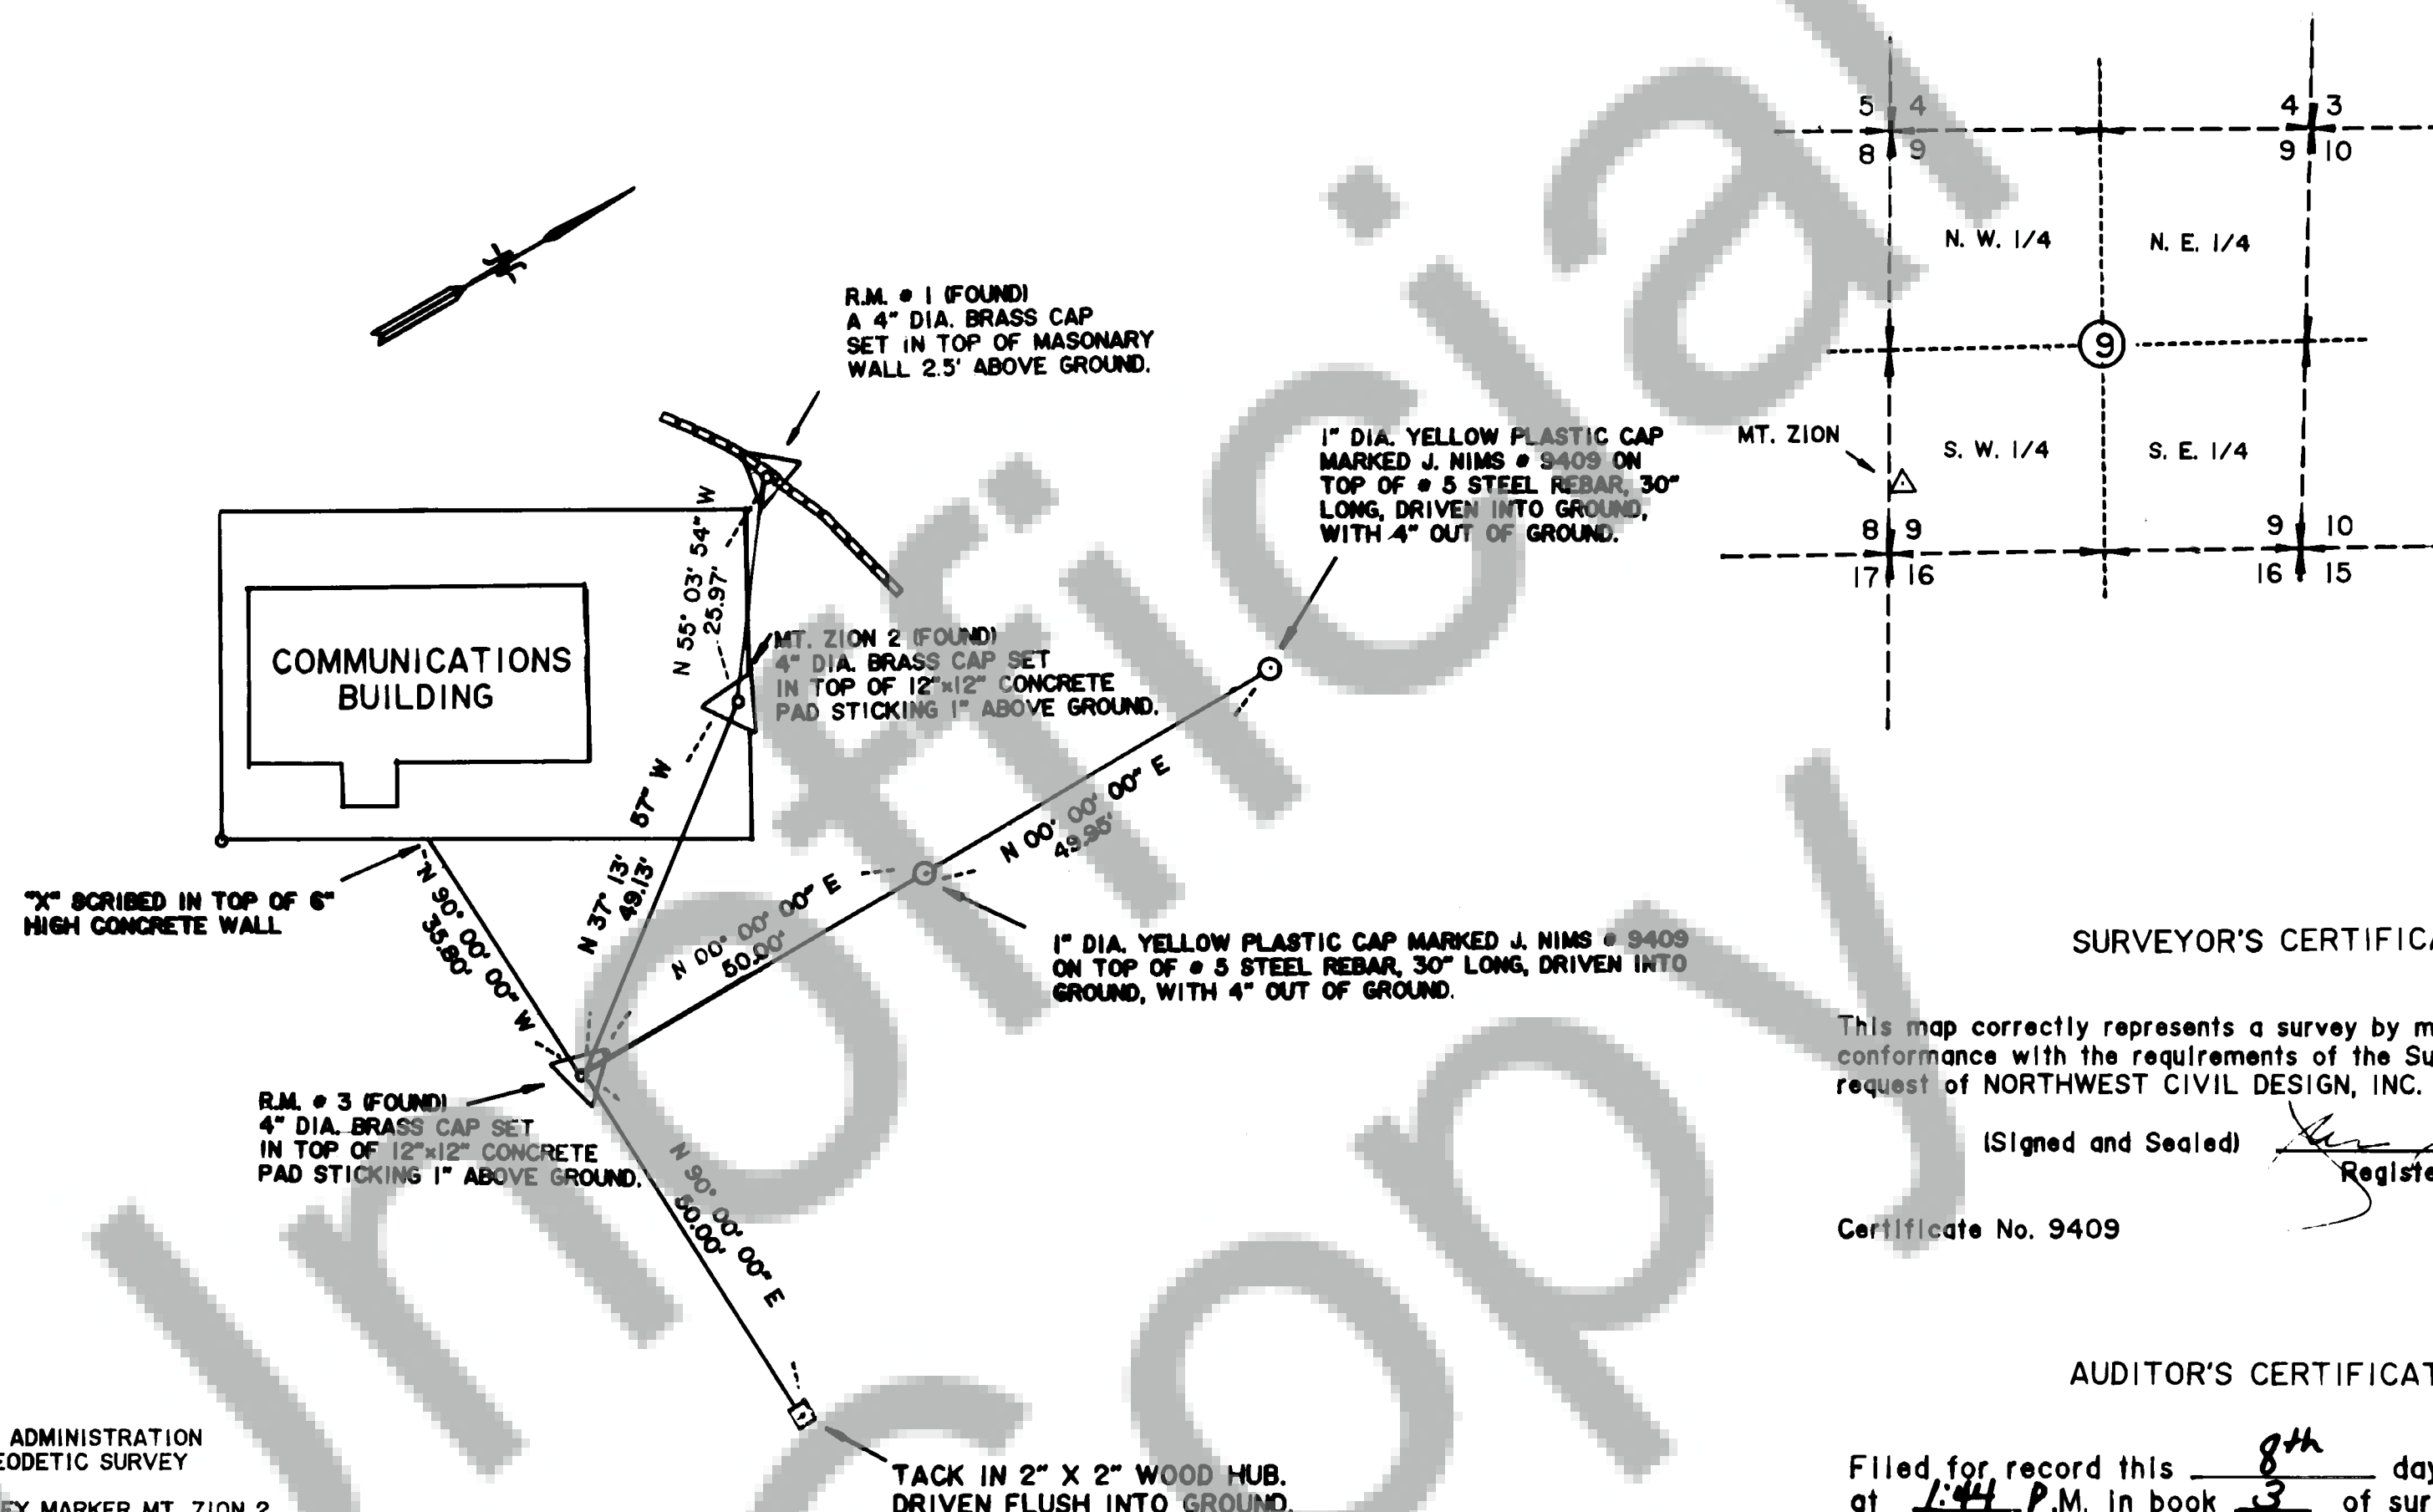 R.M. # 1 (FOUND)
A 4" DIA. BRASS CAP
SET IN TOP OF MASONARY
WALL 2.5' ABOVE GROUND.
1" DIA. YELLOW PLASTIC CAP
MARKED J. NIMS # 9409 ON
TOP OF # 5 STEEL REBAR, 30"
LONG, DRIVEN INTO GROUND,
WITH 4" OUT OF GROUND.
N 55° 03' 54" W
25.97'
COMMUNICATIONS
BUILDING
MT. ZION 2 (FOUND)
4" DIA. BRASS CAP SET
IN TOP OF 12"x12" CONCRETE
PAD STICKING 1" ABOVE GROUND.
N 37° 13' 57" W
49.13'
N 00° 00' 00" E
49.95'
N 00° 00' 00" E
50.00'
"X" SCRIBED IN TOP OF 6"
HIGH CONCRETE WALL
N 90° 00' 00" W
35.80'
1" DIA. YELLOW PLASTIC CAP MARKED J. NIMS # 9409
ON TOP OF # 5 STEEL REBAR, 30" LONG, DRIVEN INTO
GROUND, WITH 4" OUT OF GROUND.
R.M. # 3 (FOUND)
4" DIA. BRASS CAP SET
IN TOP OF 12"x12" CONCRETE
PAD STICKING 1" ABOVE GROUND.
N 90° 00' 00" E
50.00'
TACK IN 2" X 2" WOOD HUB.
DRIVEN FLUSH INTO GROUND.
ADMINISTRATION
EODETIC SURVEY
EY MARKER MT. ZION 2
5 4 4 3
8 9 9 10
N. W. 1/4 N. E. 1/4
9
MT. ZION
S. W. 1/4 S. E. 1/4
8 9 9 10
17 16 16 15
SURVEYOR'S CERTIFICA
This map correctly represents a survey by m
conformance with the requirements of the Su
request of NORTHWEST CIVIL DESIGN, INC.
(Signed and Sealed)
Registe
Certificate No. 9409
AUDITOR'S CERTIFICAT
Filed for record this 8th day
at 1:44 P.M. in book 3 of sur
Unofficial
Copy